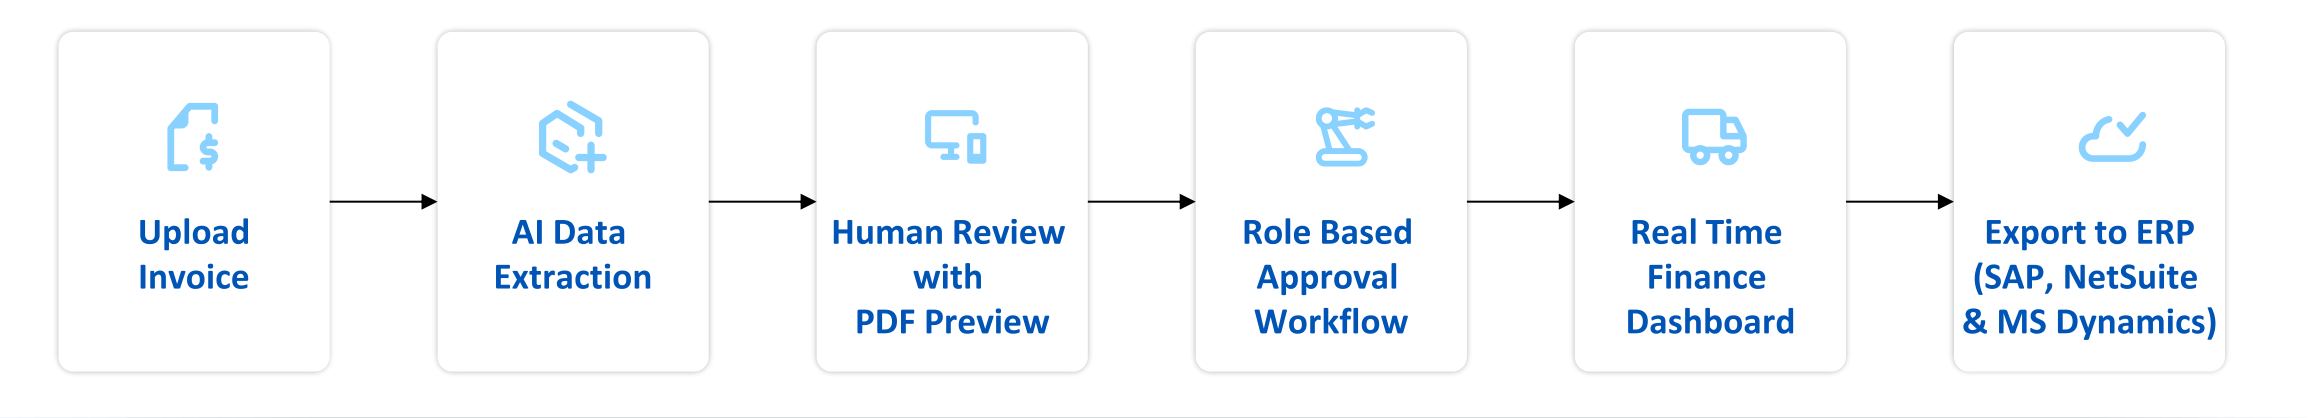 Upload
Invoice
AI Data
Extraction
Human Review
with
PDF Preview
Role Based
Approval
Workflow
Real Time
Finance
Dashboard
Export to ERP
(SAP, NetSuite
& MS Dynamics)